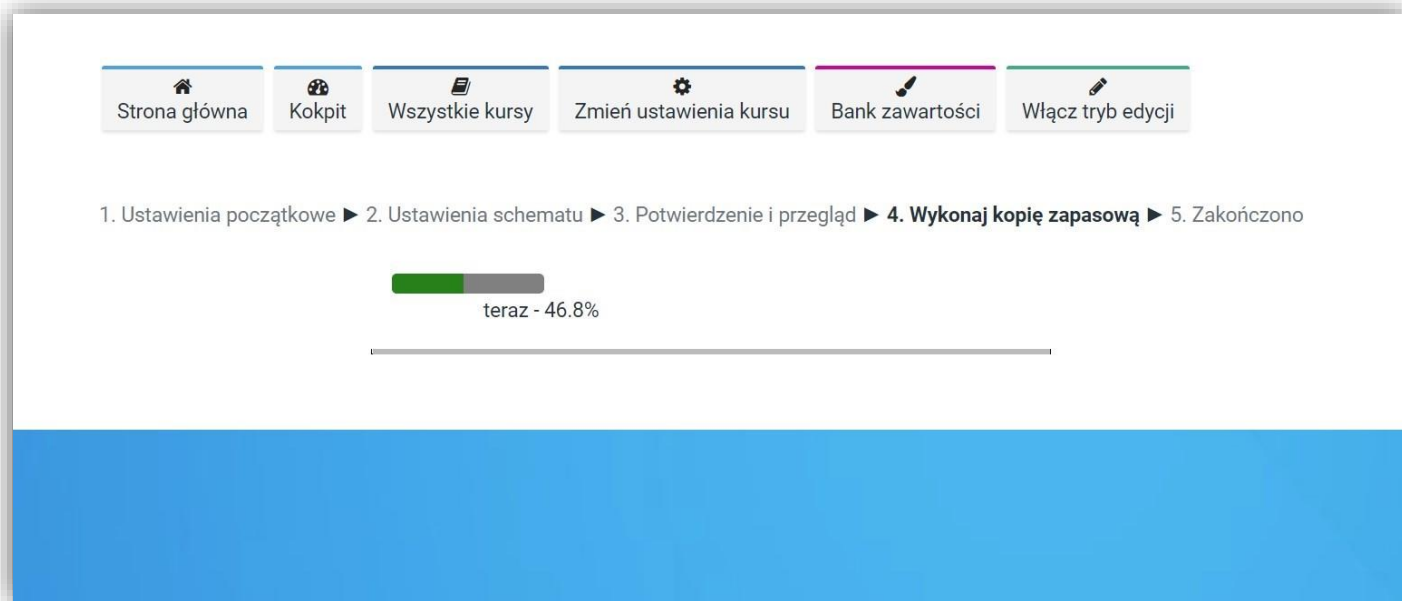 Strona główna Kokpit Wszystkie kursy Zmień ustawienia kursu Bank zawartości Włącz tryb edycji
1. Ustawienia początkowe ► 2. Ustawienia schematu ► 3. Potwierdzenie i przegląd ► 4. Wykonaj kopię zapasową ► 5. Zakończono
teraz - 46.8%